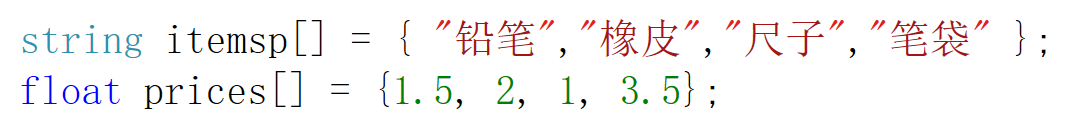 string itemsp[] = { "铅笔","橡皮","尺子","笔袋" };
float prices[] = {1.5, 2, 1, 3.5};